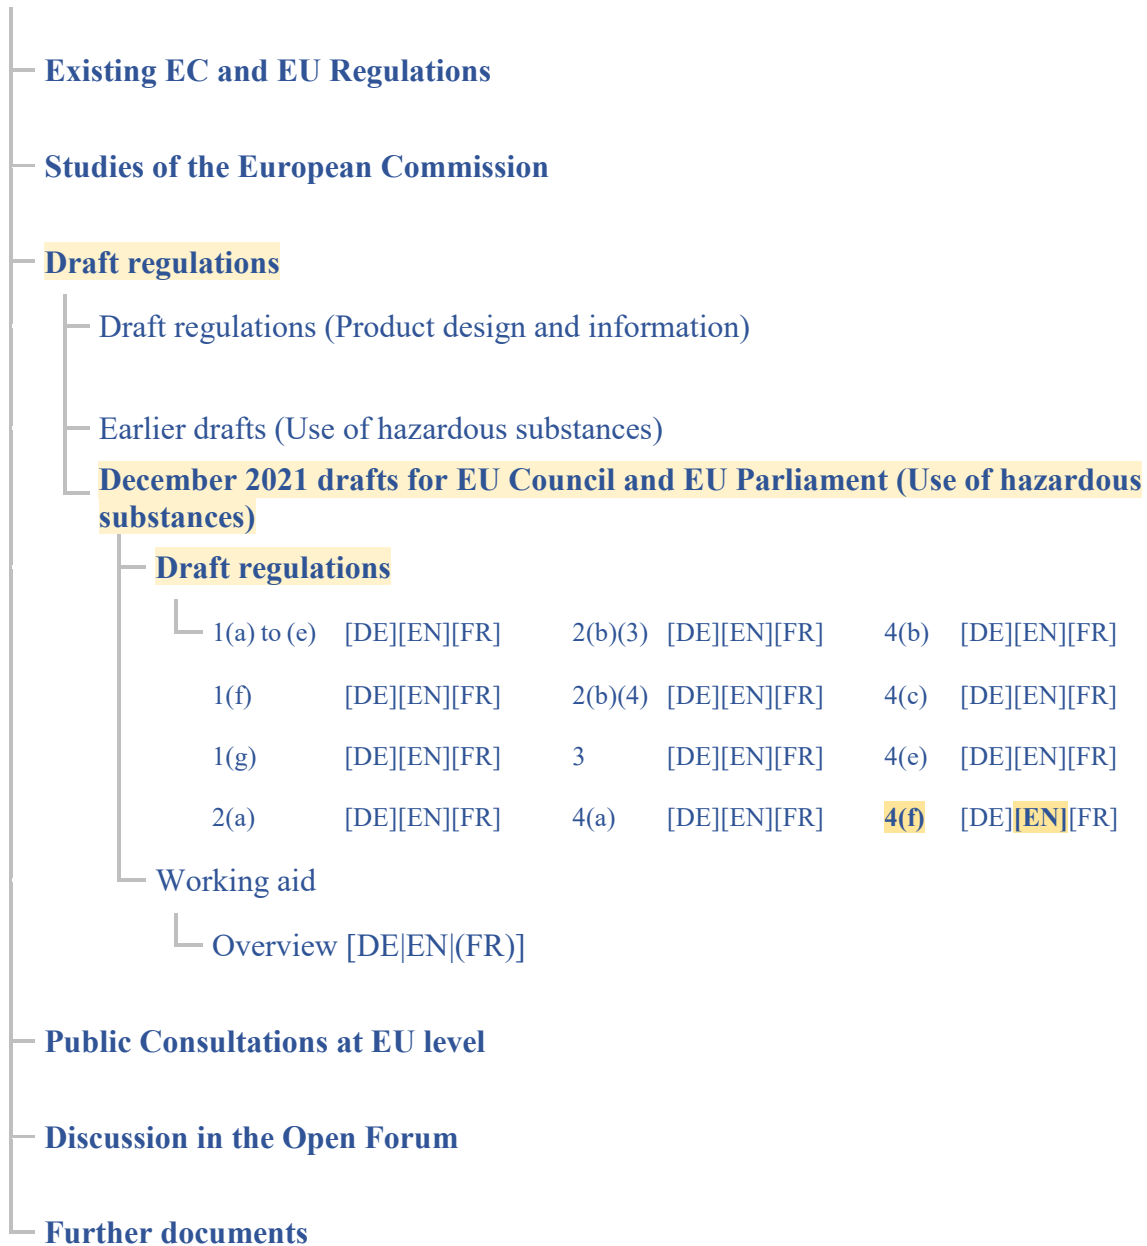 Existing EC and EU Regulations
Studies of the European Commission
Draft regulations
Draft regulations (Product design and information)
Earlier drafts (Use of hazardous substances)
December 2021 drafts for EU Council and EU Parliament (Use of hazardous
substances)
Draft regulations
1(a) to (e) [DE][EN][FR] 2(b)(3) [DE][EN][FR] 4(b) [DE][EN][FR]
1(f) [DE][EN][FR] 2(b)(4) [DE][EN][FR] 4(c) [DE][EN][FR]
1(g) [DE][EN][FR] 3 [DE][EN][FR] 4(e) [DE][EN][FR]
2(a) [DE][EN][FR] 4(a) [DE][EN][FR] 4(f) [DE][EN][FR]
Working aid
Overview [DE|EN|(FR)]
Public Consultations at EU level
Discussion in the Open Forum
Further documents